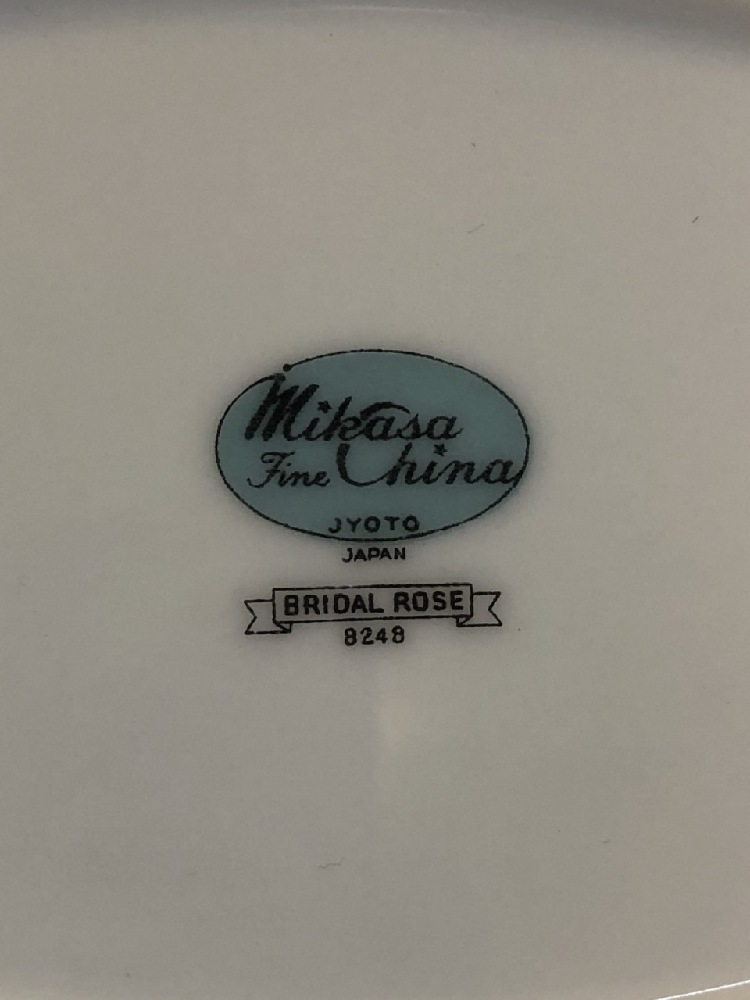 Mikasa
Fine China
JYOTO
JAPAN
BRIDAL ROSE
8248